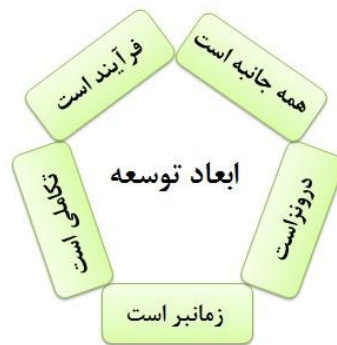 ابعاد توسعه
همه جانبه است
درونزاست
زمانبر است
تکاملی است
فرآیند است